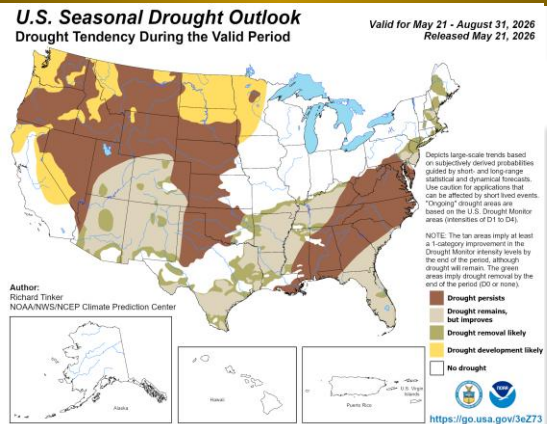 U.S. Seasonal Drought Outlook
Drought Tendency During the Valid Period
Valid for May 21 - August 31, 2026
Released May 21, 2026
Depicts large-scale trends based
on subjectively derived probabilities
guided by short- and long-range
statistical and dynamical forecasts.
Use caution for applications that
can be affected by short lived events.
"Ongoing" drought areas are
based on the U.S. Drought Monitor
areas (intensities of D1 to D4).
NOTE: The tan areas imply at least
a 1-category improvement in the
Drought Monitor intensity levels by
the end of the period, although
drought will remain. The green
areas imply drought removal by the
end of the period (D0 or none).
Author:
Richard Tinker
NOAA/NWS/NCEP Climate Prediction Center
Drought persists
Drought remains,
but improves
Drought removal likely
Drought development likely
No drought
Alaska
Hawaii
Puerto Rico
U.S. Virgin
Islands
NOAA
https://go.usa.gov/3eZ73